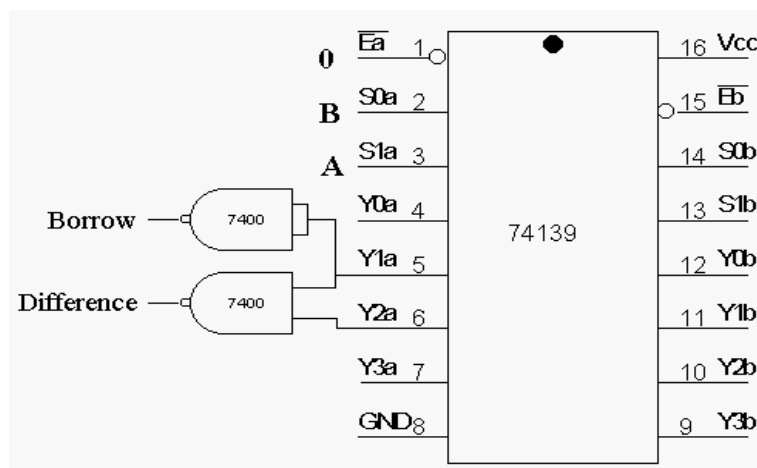 0 Ea 1 16 Vcc
B S0a 2 15 Eb
A S1a 3 14 S0b
7400 Y0a 4 13 S1b
Borrow
74139
Y1a 5 12 Y0b
Difference 7400 Y2a 6 11 Y1b
Y3a 7 10 Y2b
GND 8 9 Y3b